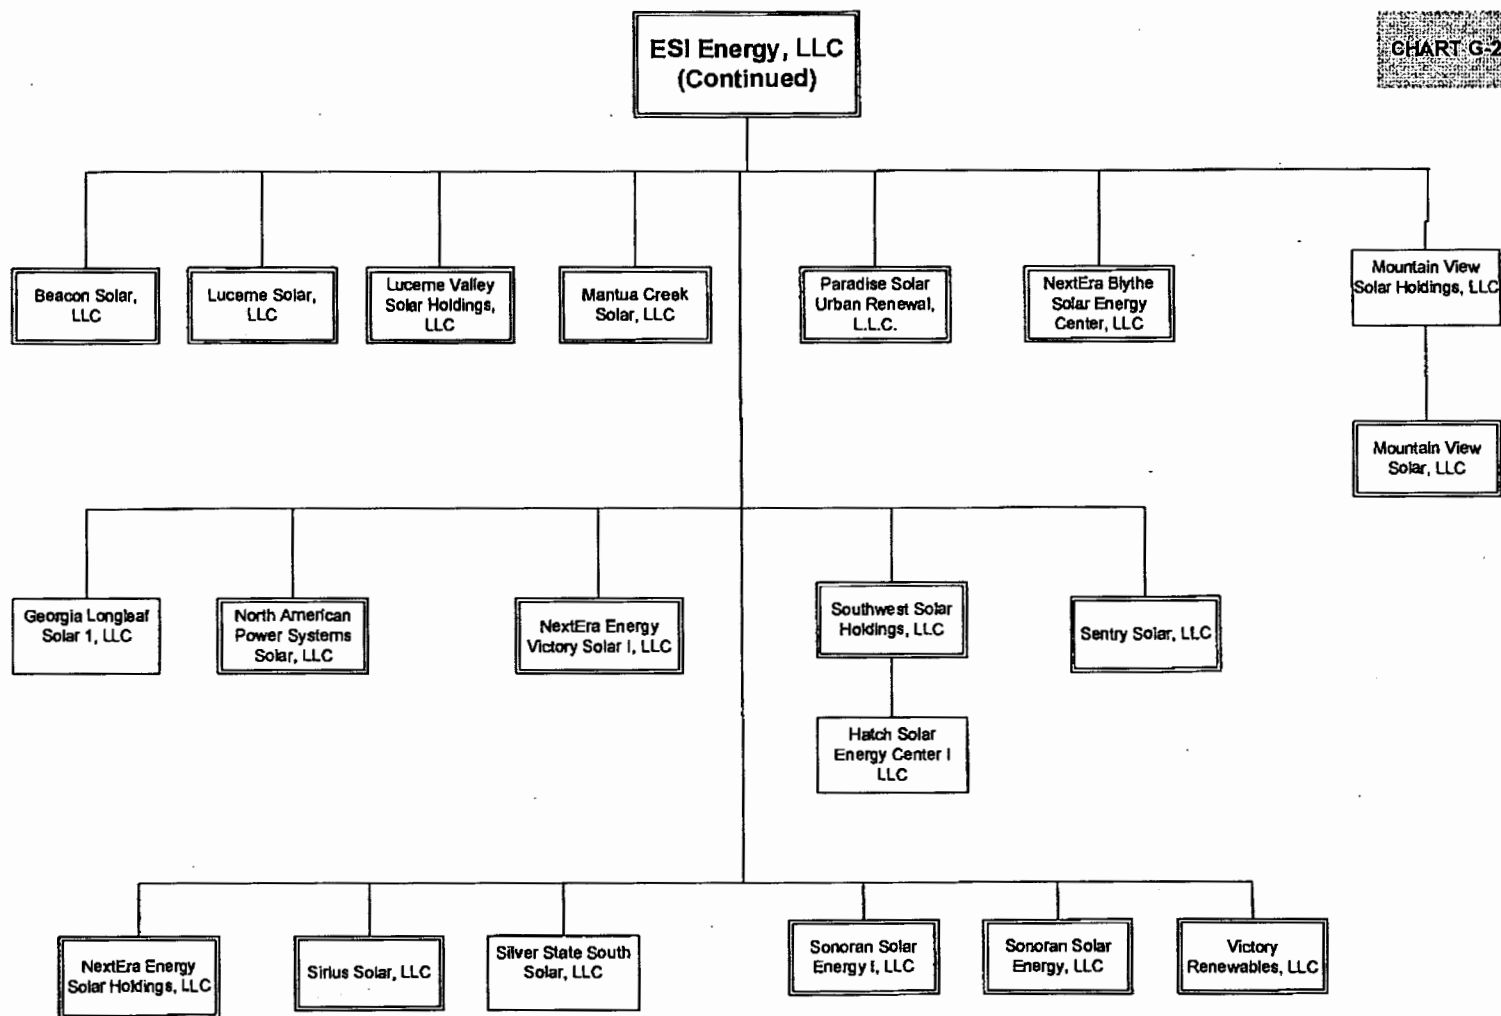 ESI Energy, LLC
(Continued)
CHART G-2
Beacon Solar,
LLC
Lucerne Solar,
LLC
Lucerne Valley
Solar Holdings,
LLC
Mantua Creek
Solar, LLC
Paradise Solar
Urban Renewal,
L.L.C.
NextEra Blythe
Solar Energy
Center, LLC
Mountain View
Solar Holdings, LLC
Mountain View
Solar, LLC
Georgia Longleaf
Solar 1, LLC
North American
Power Systems
Solar, LLC
NextEra Energy
Victory Solar I, LLC
Southwest Solar
Holdings, LLC
Sentry Solar, LLC
Hatch Solar
Energy Center I
LLC
NextEra Energy
Solar Holdings, LLC
Sirius Solar, LLC
Silver State South
Solar, LLC
Sonoran Solar
Energy I, LLC
Sonoran Solar
Energy, LLC
Victory
Renewables, LLC